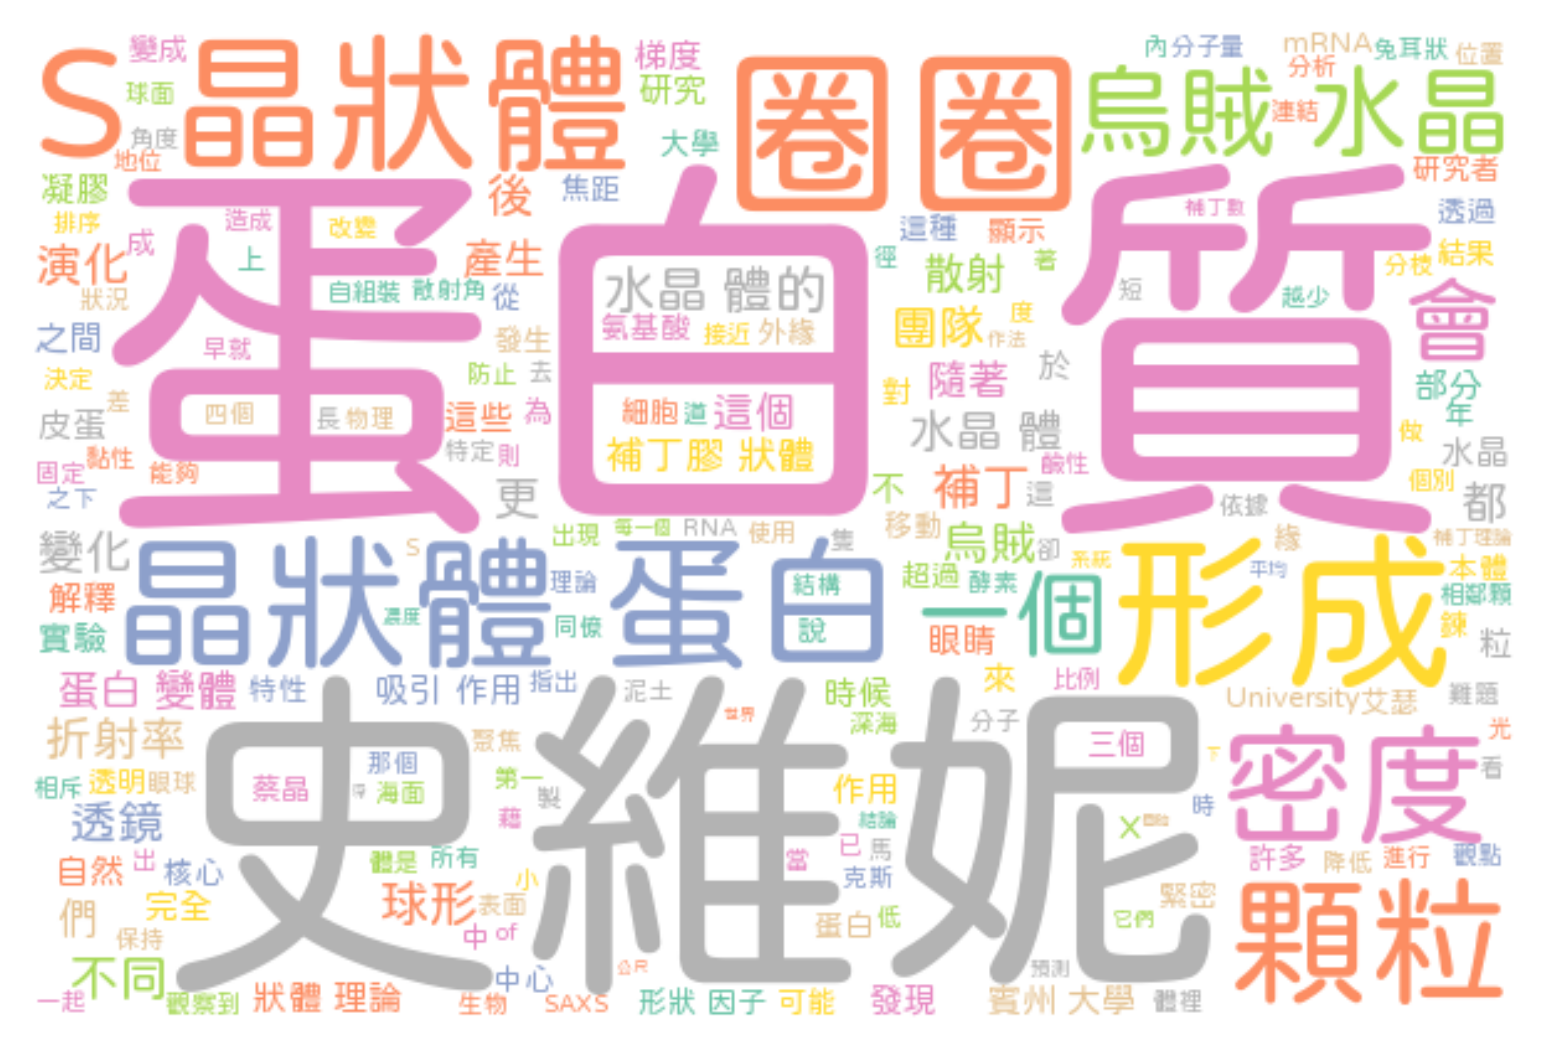 變成
S 晶狀體
梯度
圈圈
內
分子量
mRNA
兔耳狀
位置
分析
球面
研究
烏賊
連結
水晶
角度
地位
大學
研究者
凝膠
蛋白質
後
焦距
補丁數
透過
排序
造成
改變
這種
顯示
演化
成
上
產生
水晶 體的
徑
散射
著
分枝
結果
狀況
自組裝
散射角
從
短
越少
會
之間
早就
發生
氨基酸
接近
外緣
團隊
度
作法
決定
防止
去
對
隨著
於
部分
差
四個
長
物理
這些
為
細胞
道
這個
年
皮蛋
水晶 體
做
黏性
特定
則
補丁膠 狀體
鹼性
水晶
固定
能夠
補丁
這
個別
之下
更
不
依據
都
變化
出現
每一個
RNA
使用
隻
移動
烏賊
卻
緣
補丁理論
S
晶狀體 蛋白
系統
形成
平均
本體
解釋
理論
結構
超過
酵素
一個
相鄰顆
濃度
實驗
同僚
說
眼睛
鍊
粒
蛋白 變體
特性
吸引 作用
指出
泥土
時候
來
比例
University
艾瑟
難題
史維妮
世界
深海
分子
折射率
聚焦
三個
密度
光
那個
下
看
相斥
透明
眼球
蔡晶
海面
第一
製
作用
時
透鏡
藉
結論
X
自然
出
核心
體是
所有
當
已
馬
許多
降低
進行
觀點
完全
球形
小
克斯
緊密
顆粒
們
表面
蛋白
低
它們
保持
中
of
不同
中心
公尺
預測
一起
觀察到
狀體 理論
生物
SAXS
形狀 因子
可能
發現
賓州 大學
體裡